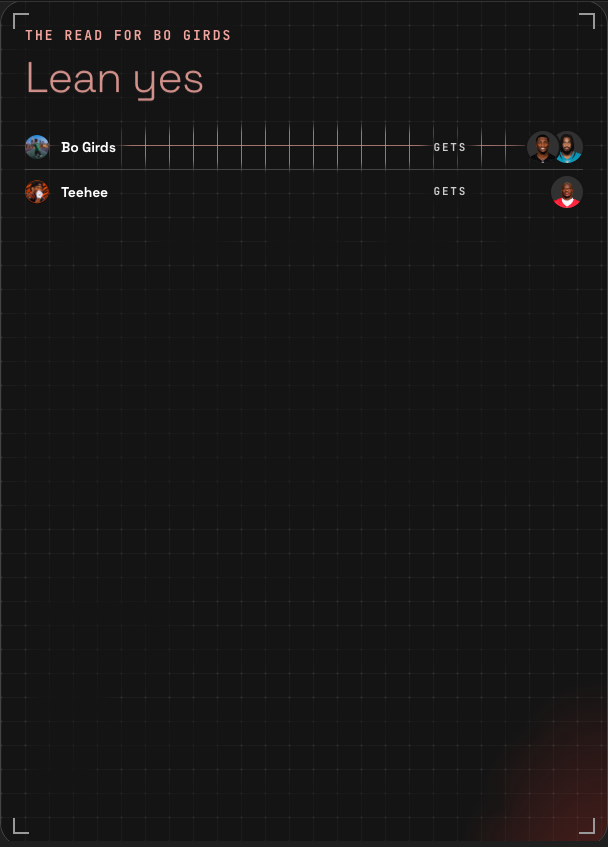 THE READ FOR BO GIRDS
Lean yes
Bo Girds GETS
Teehee GETS